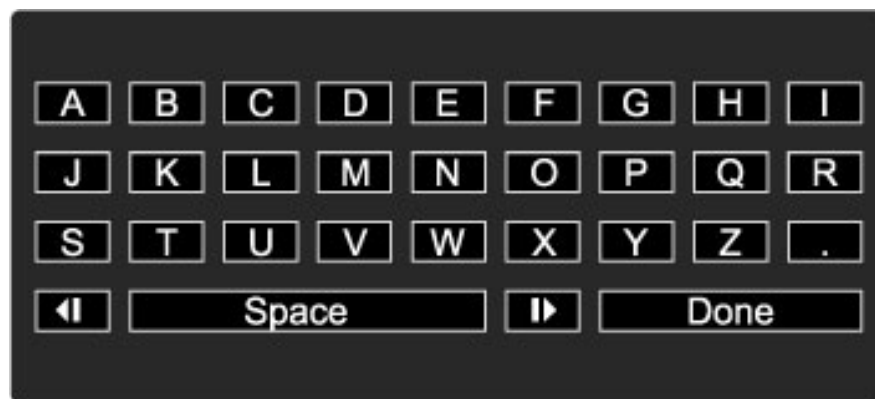 A B C D E F G H I
J K L M N O P Q R
S T U V W X Y Z .
Space Done